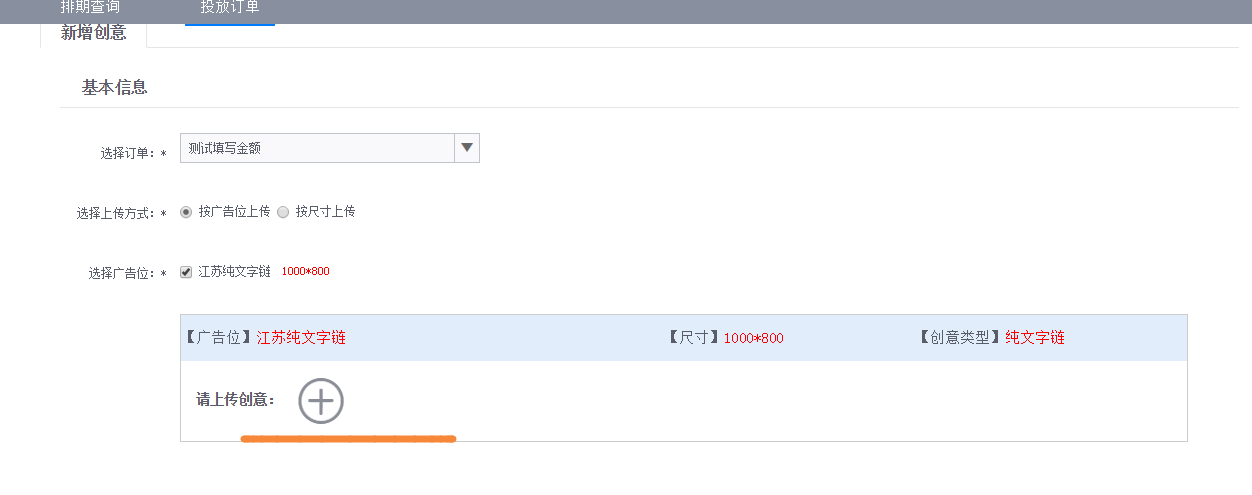 排期查询 投放订单
新增创意
基本信息
选择订单：* 测试填写金额
选择上传方式：* 按广告位上传 按尺寸上传
选择广告位：* 江苏纯文字链 1000*800
【广告位】江苏纯文字链 【尺寸】1000*800 【创意类型】纯文字链
请上传创意：